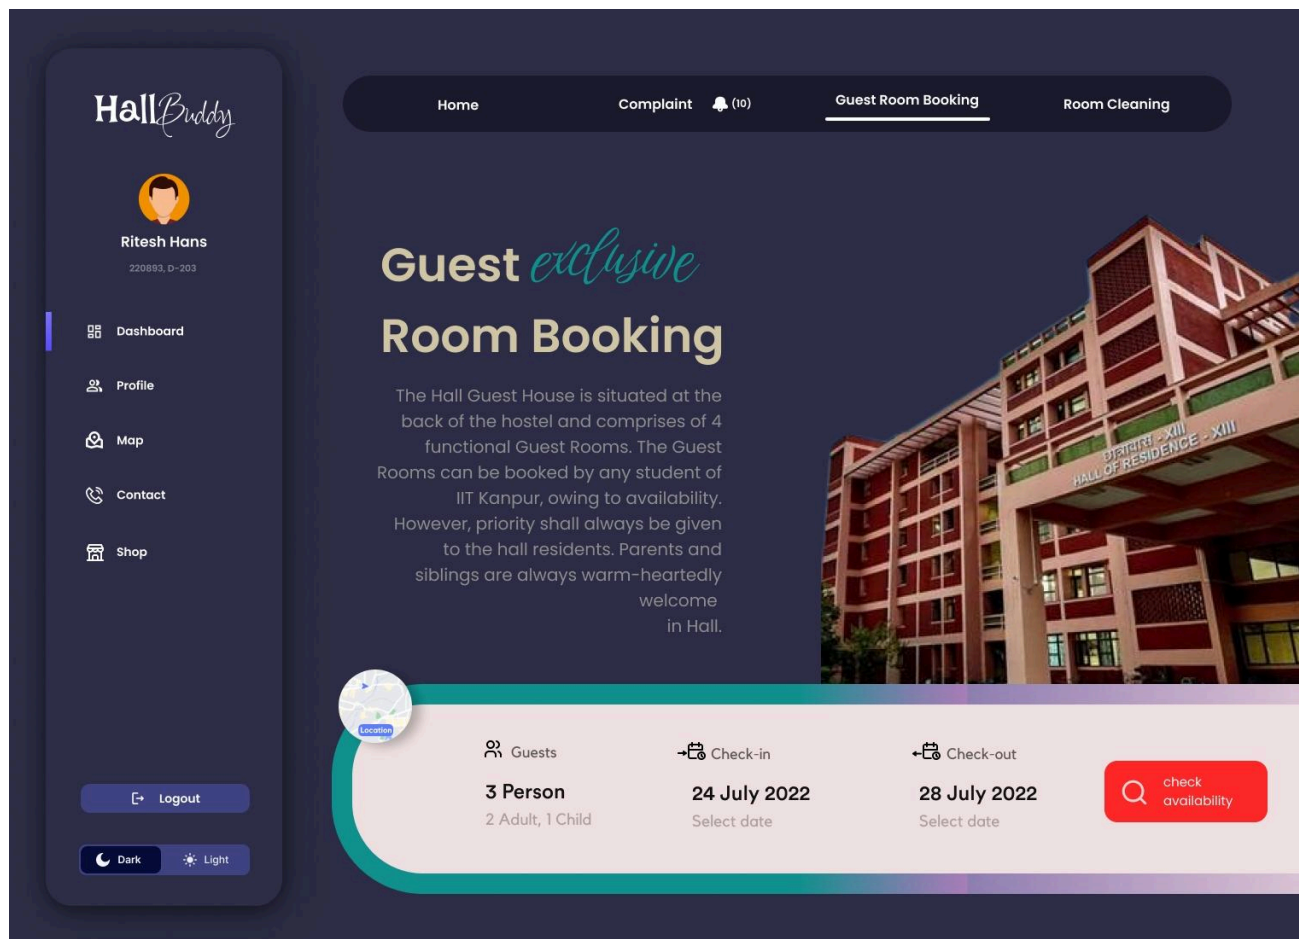 HallBuddy
Ritesh Hans
220893, D-203
Dashboard
Profile
Map
Contact
Shop
Logout
Dark
Light
Home
Complaint (10)
Guest Room Booking
Room Cleaning
Guest exclusive
Room Booking
The Hall Guest House is situated at the
back of the hostel and comprises of 4
functional Guest Rooms. The Guest
Rooms can be booked by any student of
IIT Kanpur, owing to availability.
However, priority shall always be given
to the hall residents. Parents and
siblings are always warm-heartedly
welcome
in Hall.
छात्रावास - XIII
HALL OF RESIDENCE - XIII
Location
Guests
3 Person
2 Adult, 1 Child
Check-in
24 July 2022
Select date
Check-out
28 July 2022
Select date
check
availability